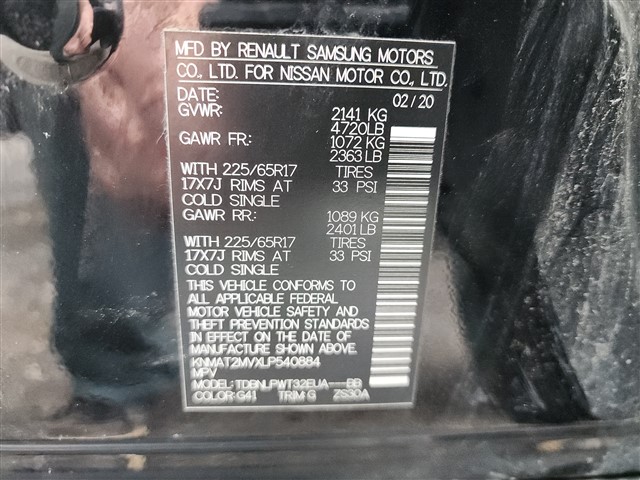 MFD BY RENAULT SAMSUNG MOTORS
CO., LTD. FOR NISSAN MOTOR CO., LTD.
DATE: 02/20
GVWR: 2141 KG
4720LB
GAWR FR: 1072 KG
2363 LB
WITH 225/65R17 TIRES
17X7J RIMS AT 33 PSI
COLD SINGLE
GAWR RR: 1089 KG
2401 LB
WITH 225/65R17 TIRES
17X7J RIMS AT 33 PSI
COLD SINGLE
THIS VEHICLE CONFORMS TO
ALL APPLICABLE FEDERAL
MOTOR VEHICLE SAFETY AND
THEFT PREVENTION STANDARDS
IN EFFECT ON THE DATE OF
MANUFACTURE SHOWN ABOVE.
KNMAT2MVXLP540884
MPV
MODEL: TDBNLPWT32EUA---BB
COLOR: G41 TRIM: G ZS30A